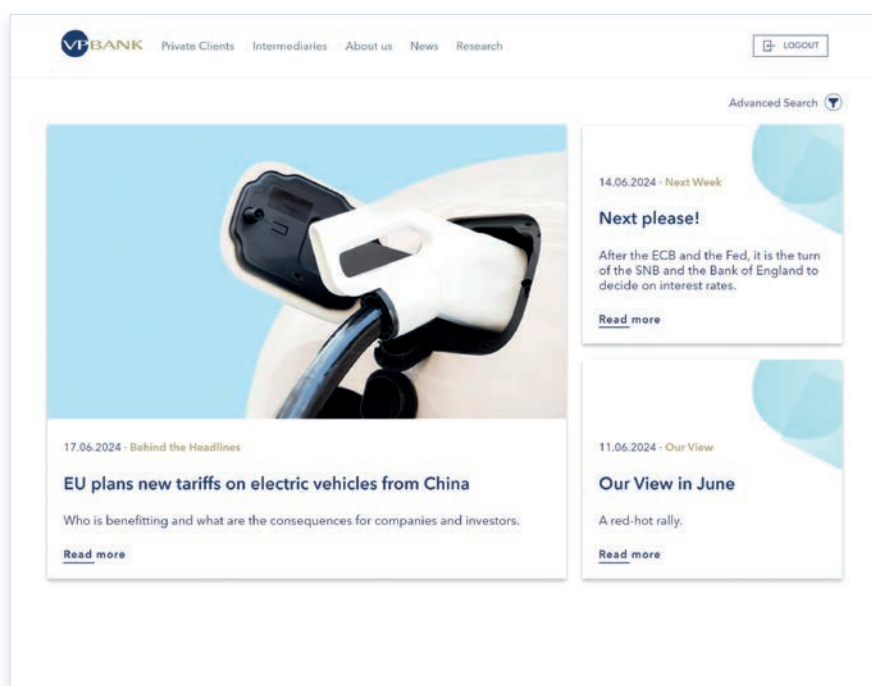 VPBANK
Private Clients Intermediaries About us News Research
LOGOUT
Advanced Search
17.06.2024 · Behind the Headlines
EU plans new tariffs on electric vehicles from China
Who is benefitting and what are the consequences for companies and investors.
Read more
14.06.2024 · Next Week
Next please!
After the ECB and the Fed, it is the turn
of the SNB and the Bank of England to
decide on interest rates.
Read more
11.06.2024 · Our View
Our View in June
A red-hot rally.
Read more